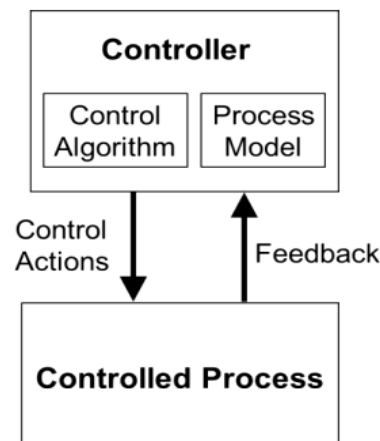 Controller
Control
Algorithm
Process
Model
Control
Actions
Feedback
Controlled Process